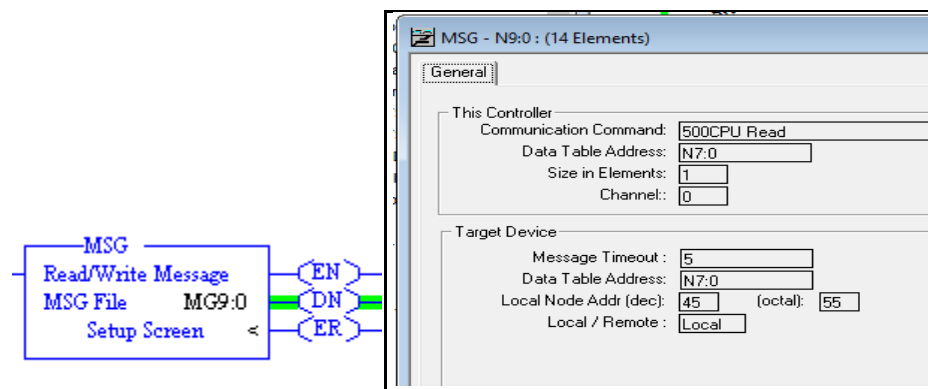 MSG
Read/Write Message
MSG File MG9:0
Setup Screen <
EN
DN
ER
MSG - N9:0 : (14 Elements)
General
This Controller
Communication Command: 500CPU Read
Data Table Address: N7:0
Size in Elements: 1
Channel:: 0
Target Device
Message Timeout : 5
Data Table Address: N7:0
Local Node Addr (dec): 45 (octal): 55
Local / Remote : Local